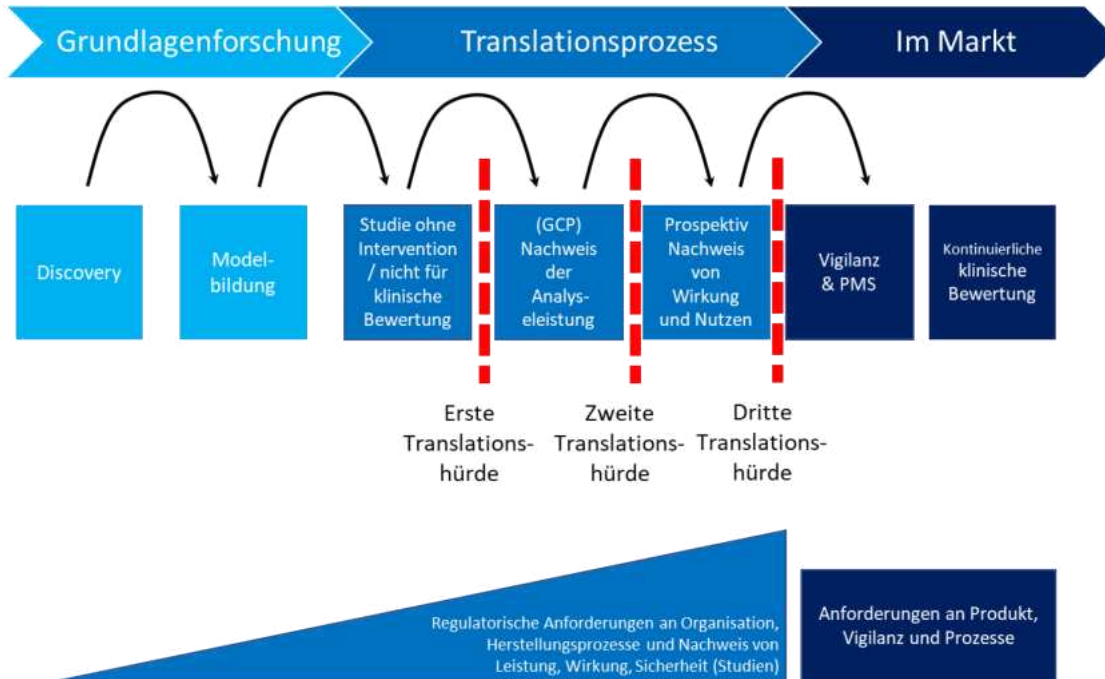 Grundlagenforschung
Translationsprozess
Im Markt
Discovery
Model-
bildung
Studie ohne
Intervention
/ nicht für
klinische
Bewertung
(GCP)
Nachweis
der
Analys-
eleistung
Prospektiv
Nachweis
von
Wirkung
und Nutzen
Vigilanz
& PMS
Kontinuierliche
klinische
Bewertung
Erste
Translations-
hürde
Zweite
Translations-
hürde
Dritte
Translations-
hürde
Regulatorische Anforderungen an Organisation,
Herstellungsprozesse und Nachweis von
Leistung, Wirkung, Sicherheit (Studien)
Anforderungen an Produkt,
Vigilanz und Prozesse